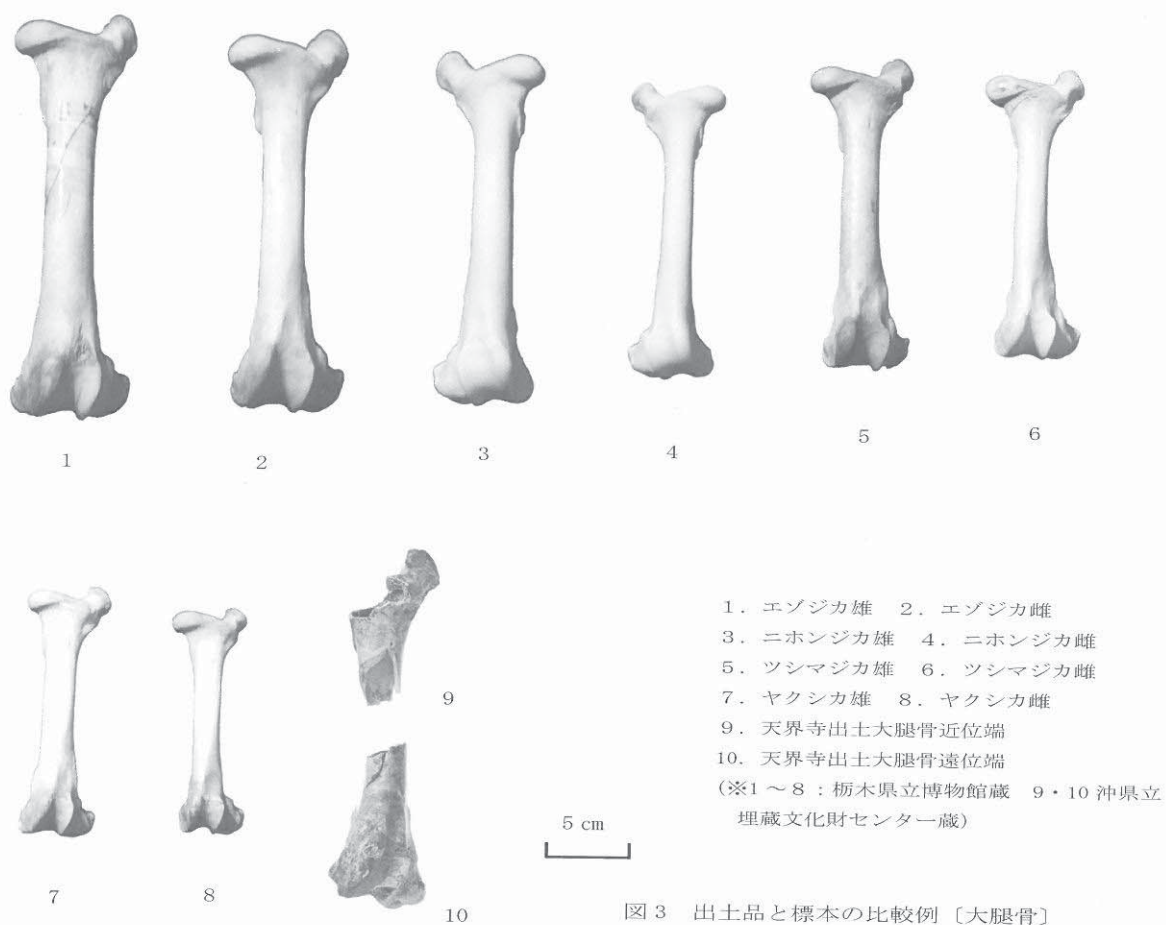 1
2
3
4
5
6
7
8
9
10
5 cm
1．エゾジカ雄　2．エゾジカ雌
3．ニホンジカ雄　4．ニホンジカ雌
5．ツシマジカ雄　6．ツシマジカ雌
7．ヤクシカ雄　8．ヤクシカ雌
9．天界寺出土大腿骨近位端
10．天界寺出土大腿骨遠位端
(※1～8：栃木県立博物館蔵　9・10 沖県立
埋蔵文化財センター蔵)
図3　出土品と標本の比較例〔大腿骨〕